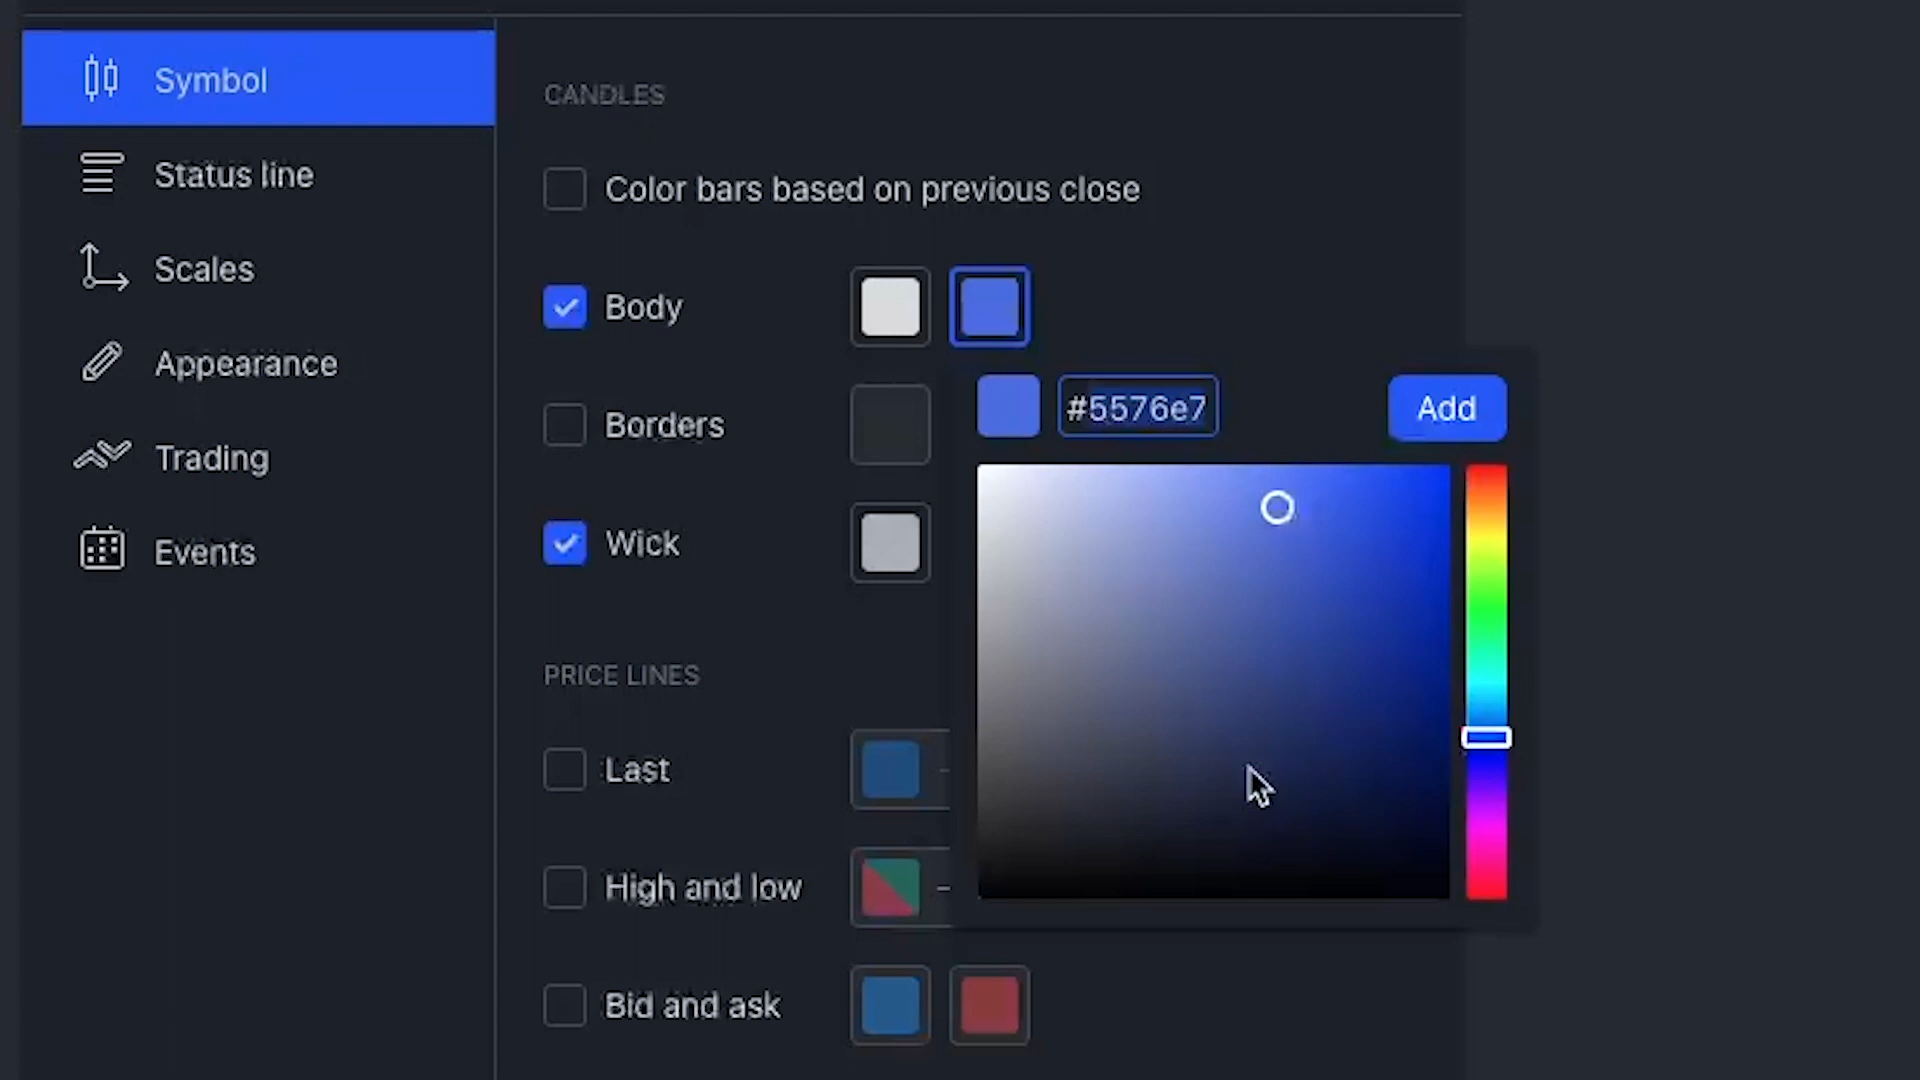 Symbol
Status line
Scales
Appearance
Trading
Events
CANDLES
Color bars based on previous close
Body
#5576e7
Add
Borders
Wick
PRICE LINES
Last
High and low
Bid and ask